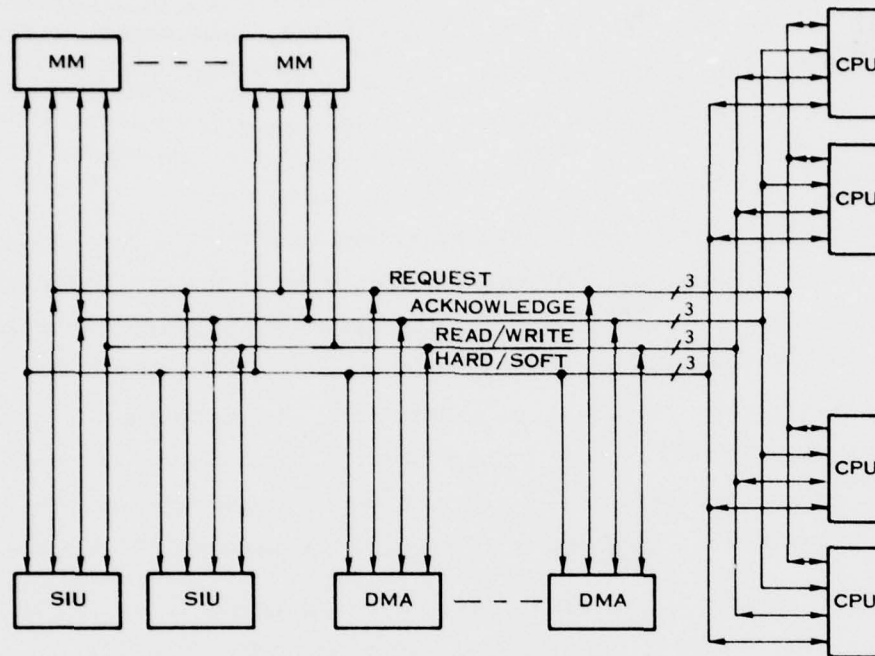 MM
MM
CPU
CPU
REQUEST 3
ACKNOWLEDGE 3
READ/WRITE 3
HARD/SOFT 3
CPU
CPU
SIU
SIU
DMA
DMA